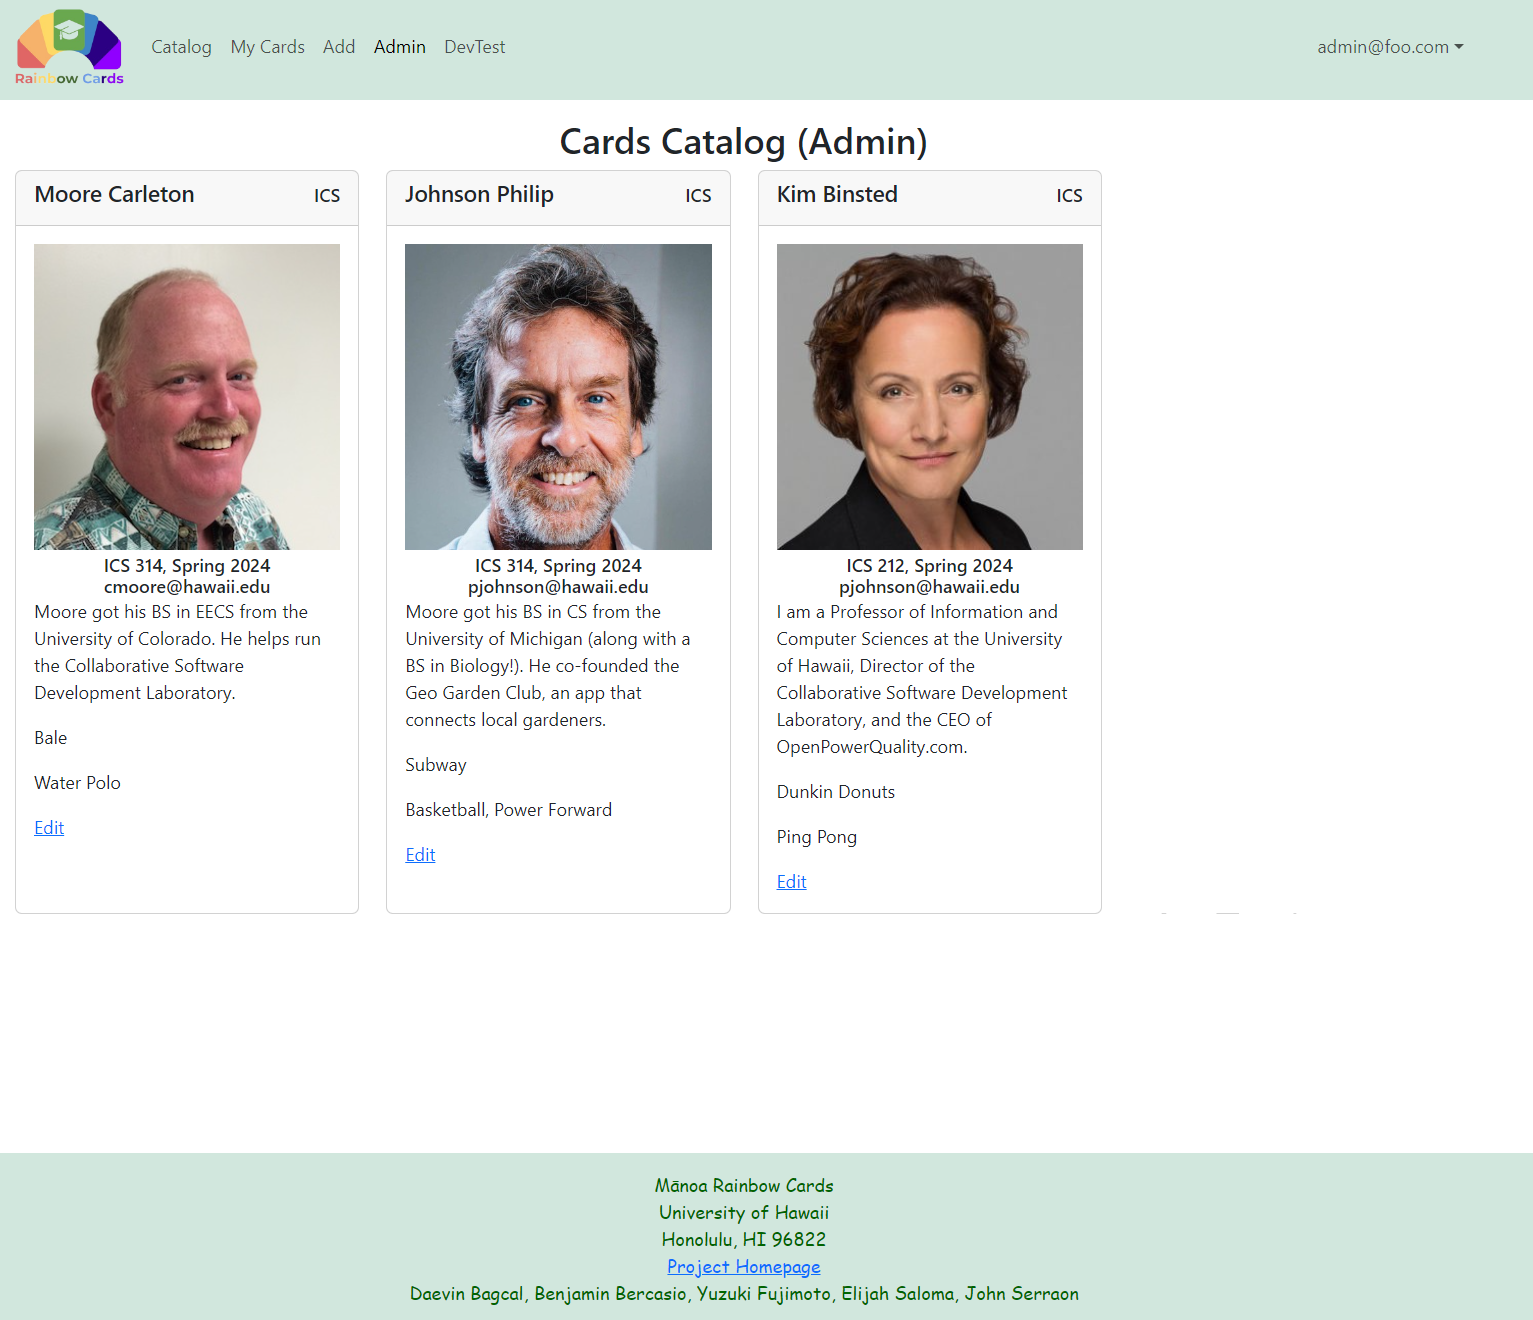 Rainbow Cards
Catalog My Cards Add Admin DevTest admin@foo.com
Cards Catalog (Admin)
Moore Carleton ICS
ICS 314, Spring 2024
cmoore@hawaii.edu
Moore got his BS in EECS from the
University of Colorado. He helps run
the Collaborative Software
Development Laboratory.
Bale
Water Polo
Edit
Johnson Philip ICS
ICS 314, Spring 2024
pjohnson@hawaii.edu
Moore got his BS in CS from the
University of Michigan (along with a
BS in Biology!). He co-founded the
Geo Garden Club, an app that
connects local gardeners.
Subway
Basketball, Power Forward
Edit
Kim Binsted ICS
ICS 212, Spring 2024
pjohnson@hawaii.edu
I am a Professor of Information and
Computer Sciences at the University
of Hawaii, Director of the
Collaborative Software Development
Laboratory, and the CEO of
OpenPowerQuality.com.
Dunkin Donuts
Ping Pong
Edit
Mānoa Rainbow Cards
University of Hawaii
Honolulu, HI 96822
Project Homepage
Daevin Bagcal, Benjamin Bercasio, Yuzuki Fujimoto, Elijah Saloma, John Serraon